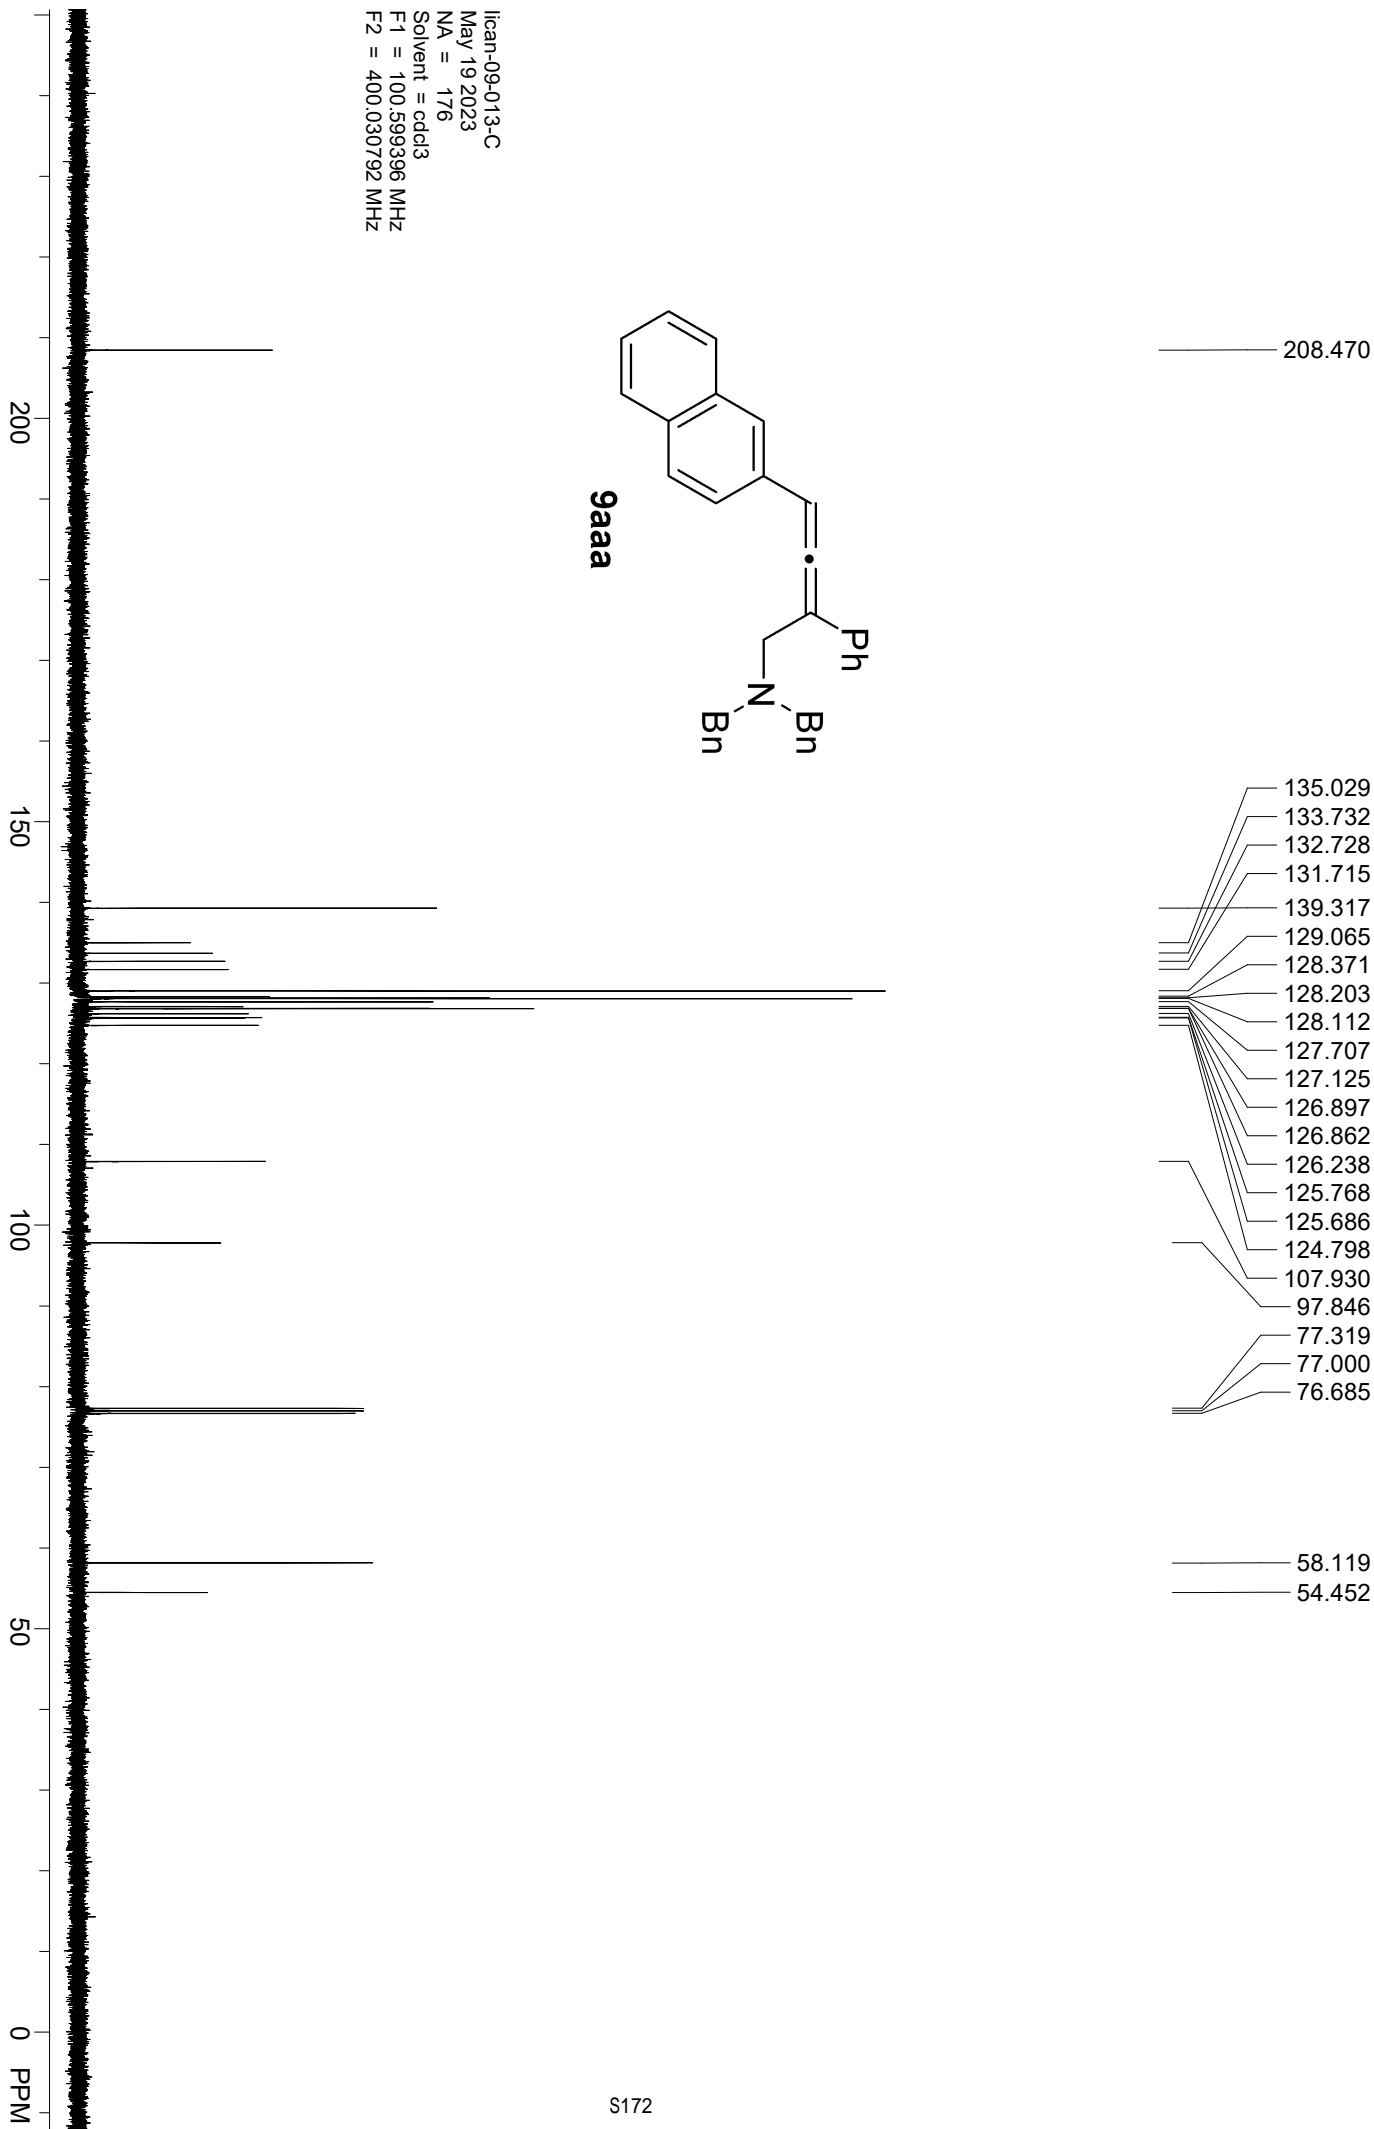 lican-09-013-C
May 19 2023
NA = 176
Solvent = cdcl3
F1 = 100.599396 MHz
F2 = 400.030792 MHz
Ph
N
Bn
Bn
9aaa
208.470
135.029
133.732
132.728
131.715
139.317
129.065
128.371
128.203
128.112
127.707
127.125
126.897
126.862
126.238
125.768
125.686
124.798
107.930
97.846
77.319
77.000
76.685
58.119
54.452
200
150
100
50
0
PPM
S172